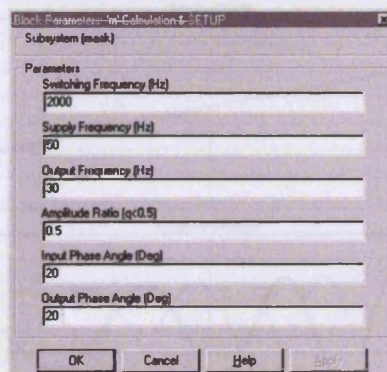 Block Parameters: 'm' Calculation & SETUP
Subsystem (mask)
Parameters
Switching Frequency (Hz)
2000
Supply Frequency (Hz)
50
Output Frequency (Hz)
30
Amplitude Ratio (q<0.5)
0.5
Input Phase Angle (Deg)
20
Output Phase Angle (Deg)
20
OK
Cancel
Help
Apply